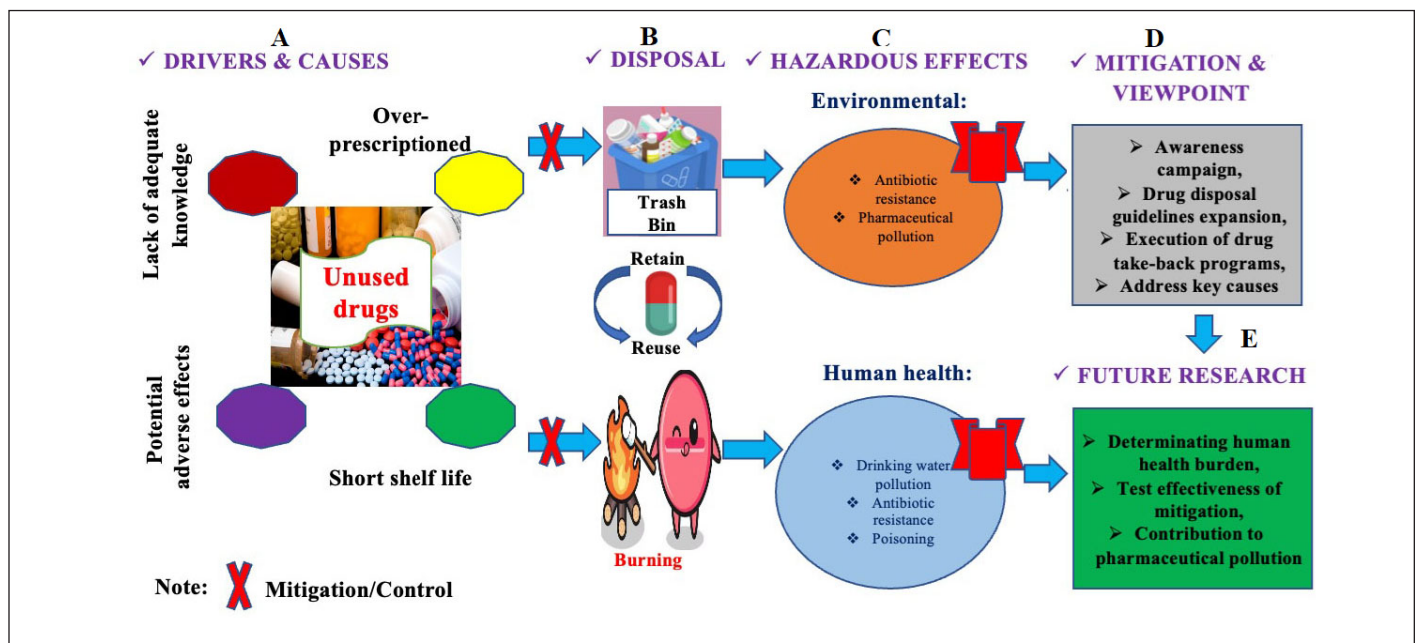 A
✓ DRIVERS & CAUSES
Lack of adequate
knowledge
Over-
prescriptioned
Unused
drugs
Potential
adverse effects
Short shelf life
Note:
Mitigation/Control
B
✓ DISPOSAL
Trash
Bin
Retain
Reuse
Burning
C
✓ HAZARDOUS EFFECTS
Environmental:
❖ Antibiotic
resistance
❖ Pharmaceutical
pollution
Human health:
❖ Drinking water
pollution
❖ Antibiotic
resistance
❖ Poisoning
D
✓ MITIGATION &
VIEWPOINT
➢ Awareness
campaign,
➢ Drug disposal
guidelines expansion,
➢ Execution of drug
take-back programs,
➢ Address key causes
E
✓ FUTURE RESEARCH
➢ Determinating human
health burden,
➢ Test effectiveness of
mitigation,
➢ Contribution to
pharmaceutical pollution